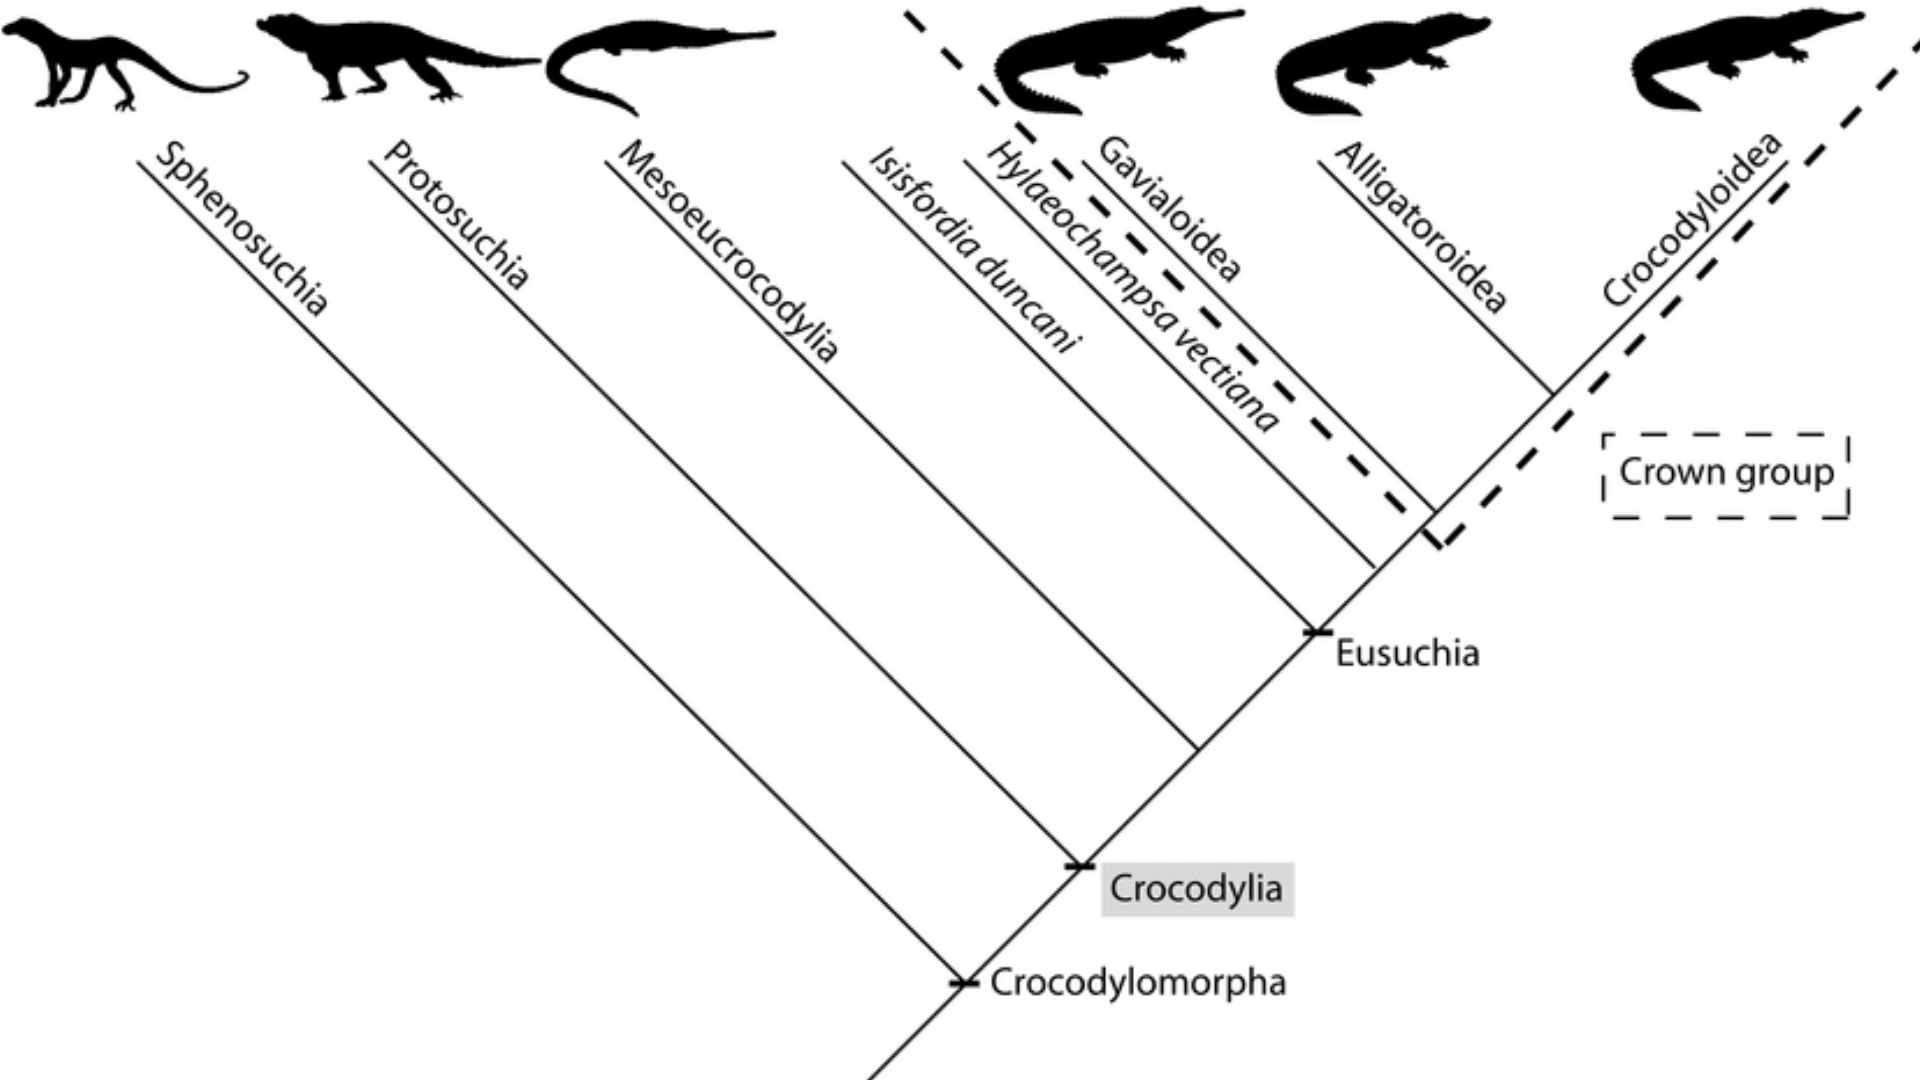 Sphenosuchia
Protosuchia
Mesoeucrocodylia
Isisfordia duncani
Hylaeochampsa vectiana
Gavialoidea
Alligatoroidea
Crocodyloidea
Crown group
Eusuchia
Crocodylia
Crocodylomorpha